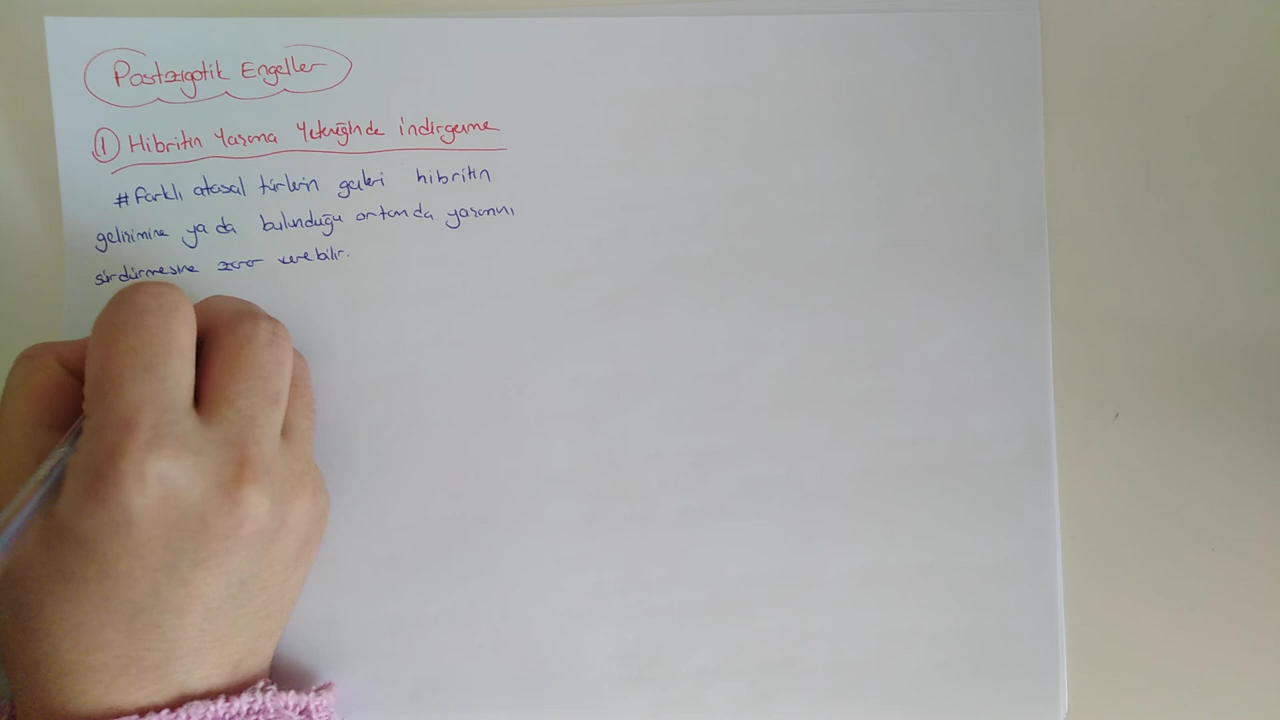 Postzigotik Engeller
① Hibritin Yaşama Yeteneğinde indirgenme
# farklı atasal türlerin genleri hibritin
gelişimine ya da bulunduğu ortamda yaşamını
sürdürmesine zarar verebilir.